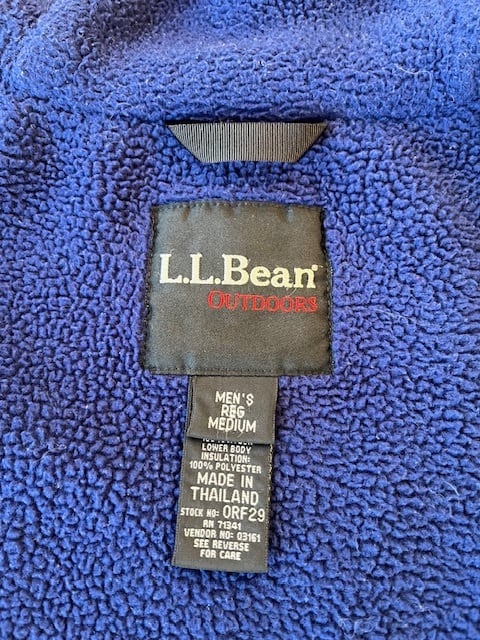 L.L.Bean
OUTDOORS
MEN'S
REG
MEDIUM
LOWER BODY
INSULATION:
100% POLYESTER
MADE IN
THAILAND
STOCK NO: 0RF29
RN 71341
VENDOR NO: 03161
SEE REVERSE
FOR CARE